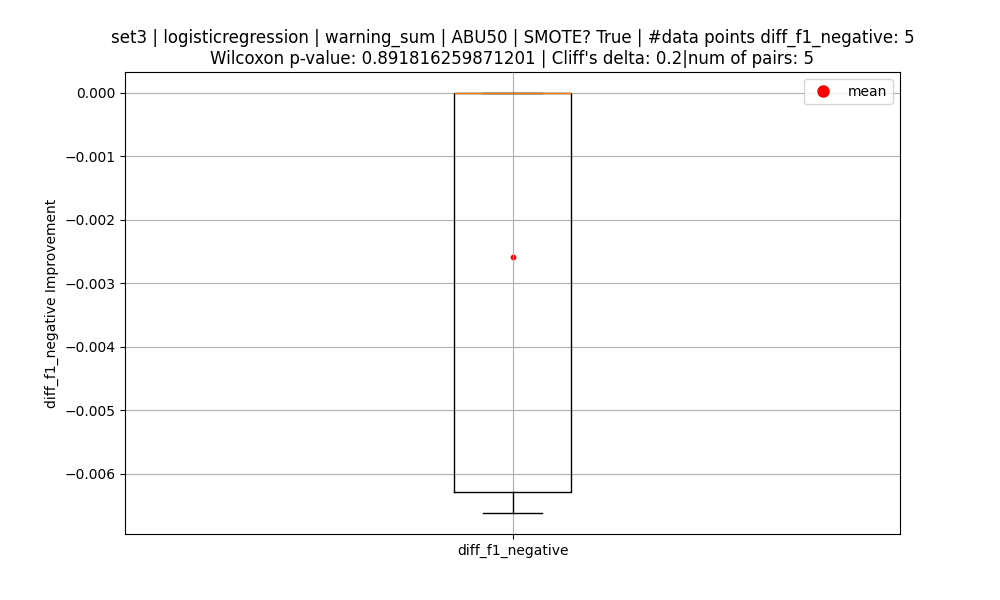 set3 | logisticregression | warning_sum | ABU50 | SMOTE? True | #data points diff_f1_negative: 5
Wilcoxon p-value: 0.891816259871201 | Cliff's delta: 0.2|num of pairs: 5
mean
0.000
−0.001
−0.002
−0.003
−0.004
−0.005
−0.006
diff_f1_negative Improvement
diff_f1_negative